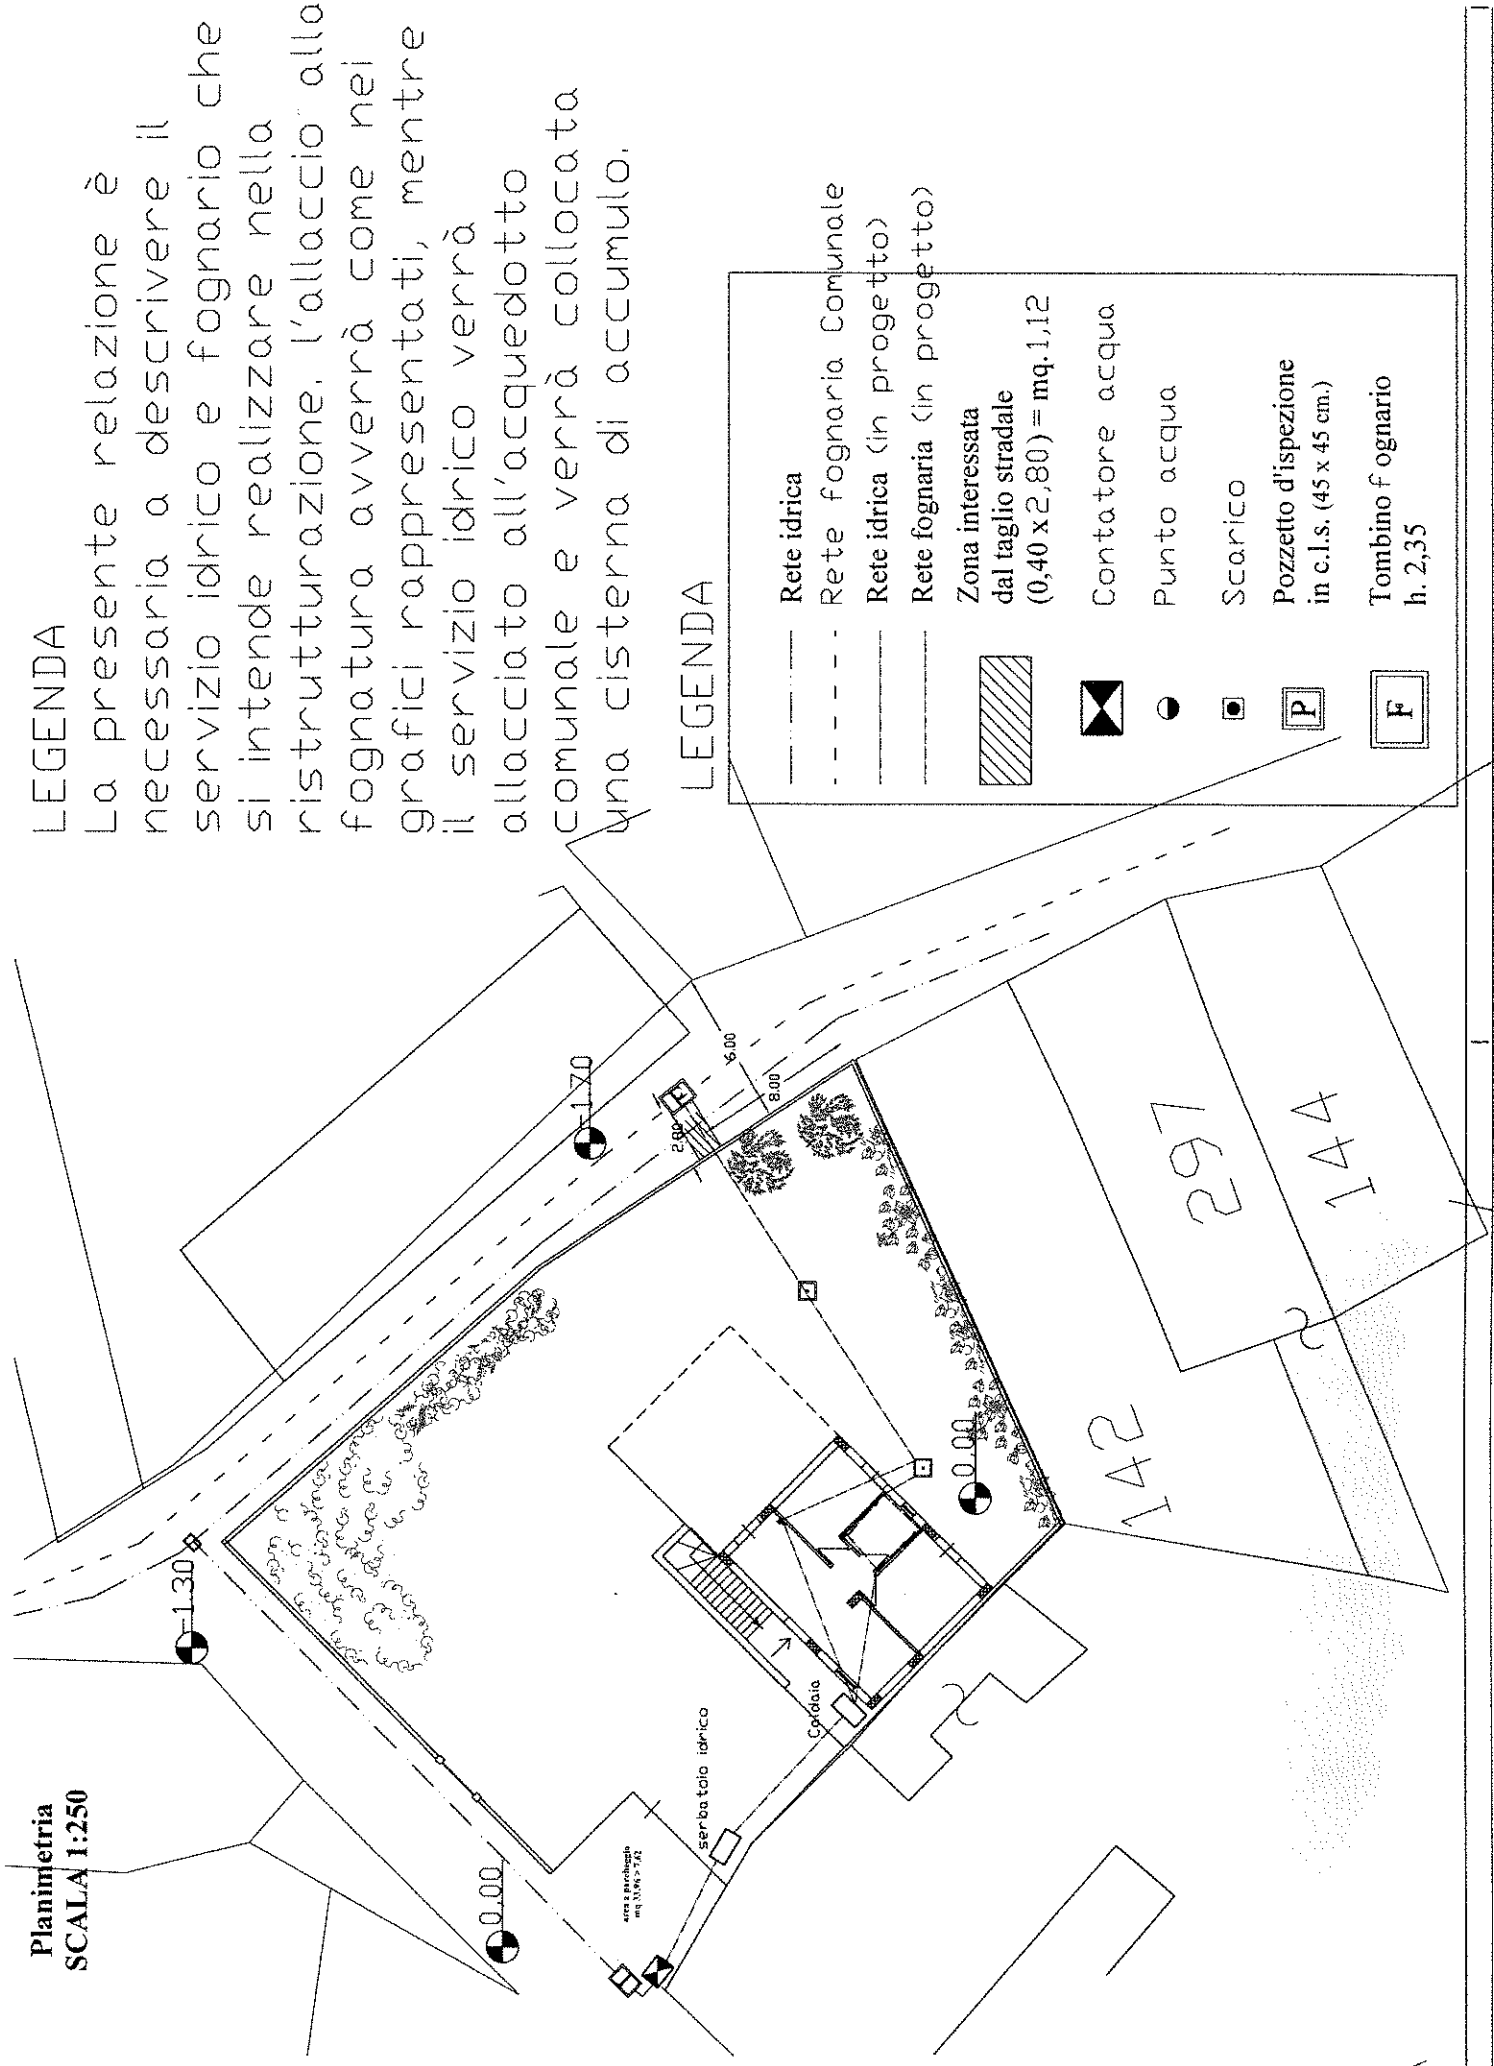 Planimetria
SCALA 1:250
LEGENDA
La presente relazione è
necessaria a descrivere il
servizio idrico e fognario che
si intende realizzare nella
ristrutturazione. l'allaccio alla
fognatura avverrà come nei
grafici rappresentati, mentre
il servizio idrico verrà
allacciato all'acquedotto
comunale e verrà collocata
una cisterna di accumulo.
LEGENDA
Rete idrica
Rete fognaria Comunale
Rete idrica (in progetto)
Rete fognaria (in progetto)
Zona interessata
dal taglio stradale
(0,40 x 2,80) = mq. 1,12
Contatore acqua
Punto acqua
Scarico
P
Pozzetto d'ispezione
in c.l.s. (45 x 45 cm.)
F
Tombino fognario
h. 2,35
-1.30
0.00
-1.70
F
2.80
6.00
8.00
0.00
area a parcheggio
serbatoio idrico
Caldaia
142
297
144